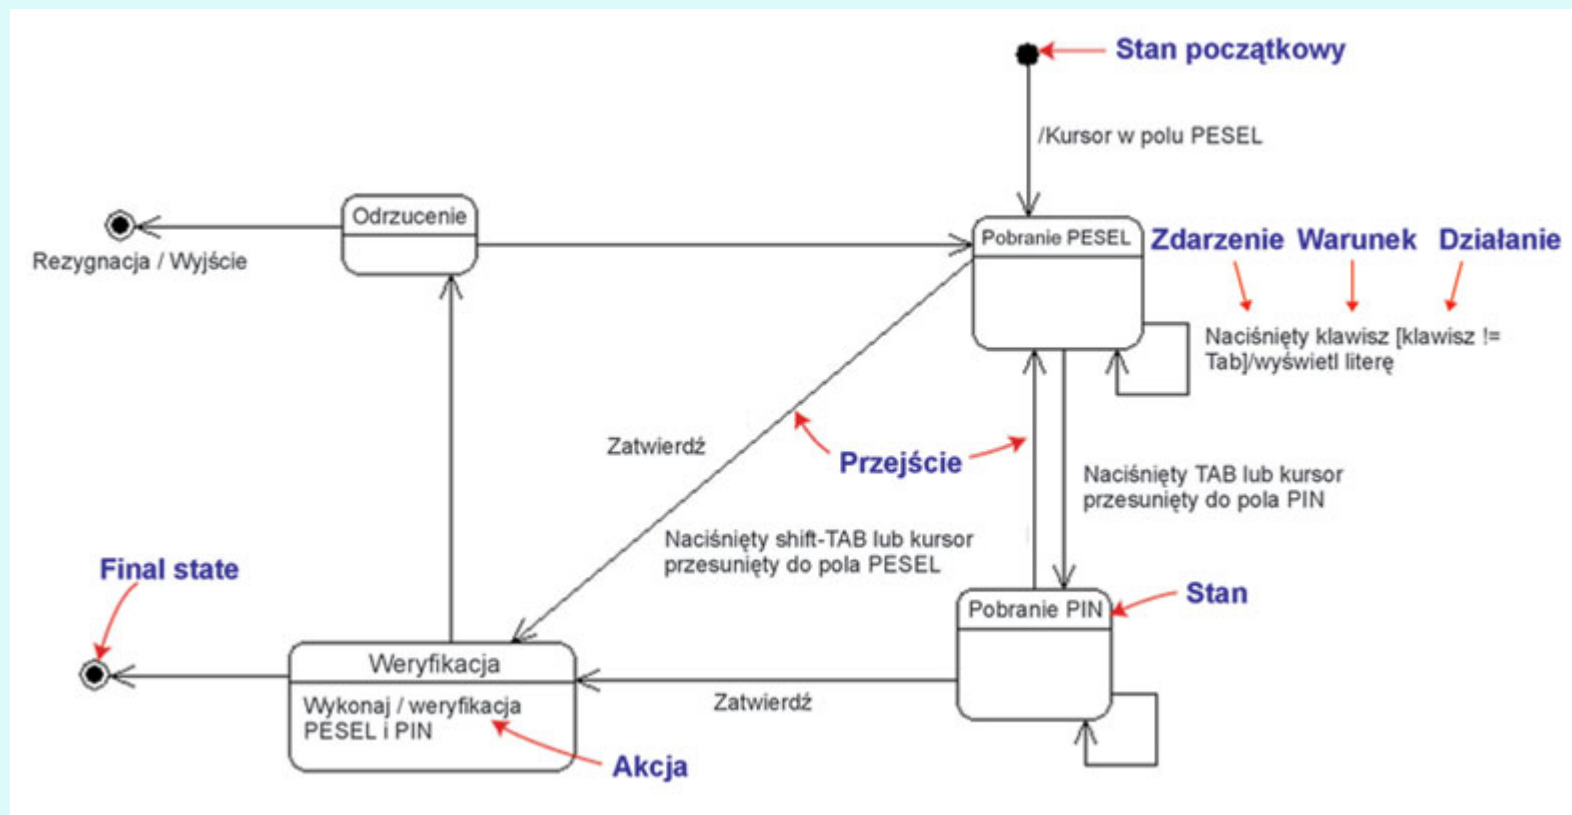 Stan początkowy
/Kursor w polu PESEL
Odrzucenie
Rezygnacja / Wyjście
Pobranie PESEL
Zdarzenie Warunek Działanie
Naciśnięty klawisz [klawisz !=
Tab]/wyświetl literę
Zatwierdź
Przejście
Naciśnięty TAB lub kursor
przesunięty do pola PIN
Naciśnięty shift-TAB lub kursor
przesunięty do pola PESEL
Final state
Stan
Pobranie PIN
Weryfikacja
Wykonaj / weryfikacja
PESEL i PIN
Zatwierdź
Akcja